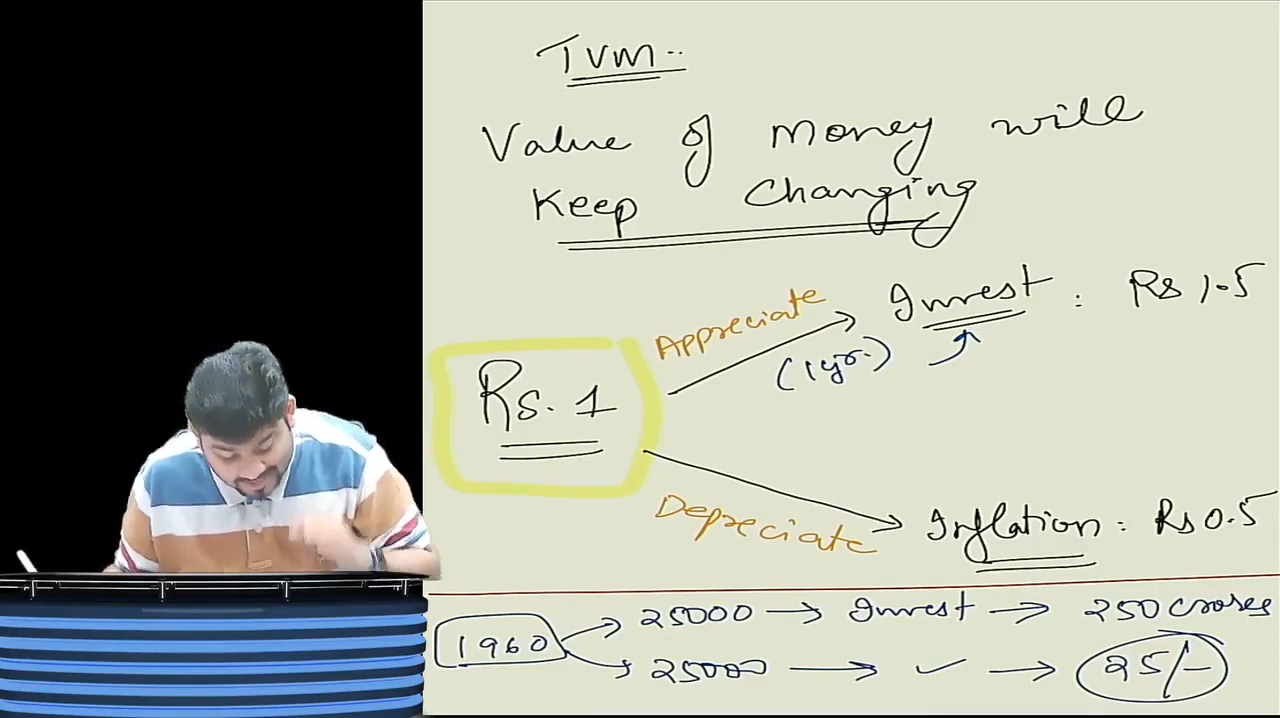 TVM..
Value of Money will
Keep Changing
Appreciate
Invest : Rs 1.5
(1yr.)
Rs. 1
Depreciate
Inflation : Rs 0.5
1960
25000 → Invest → 250 crores
25000 → ✓ → 25/-